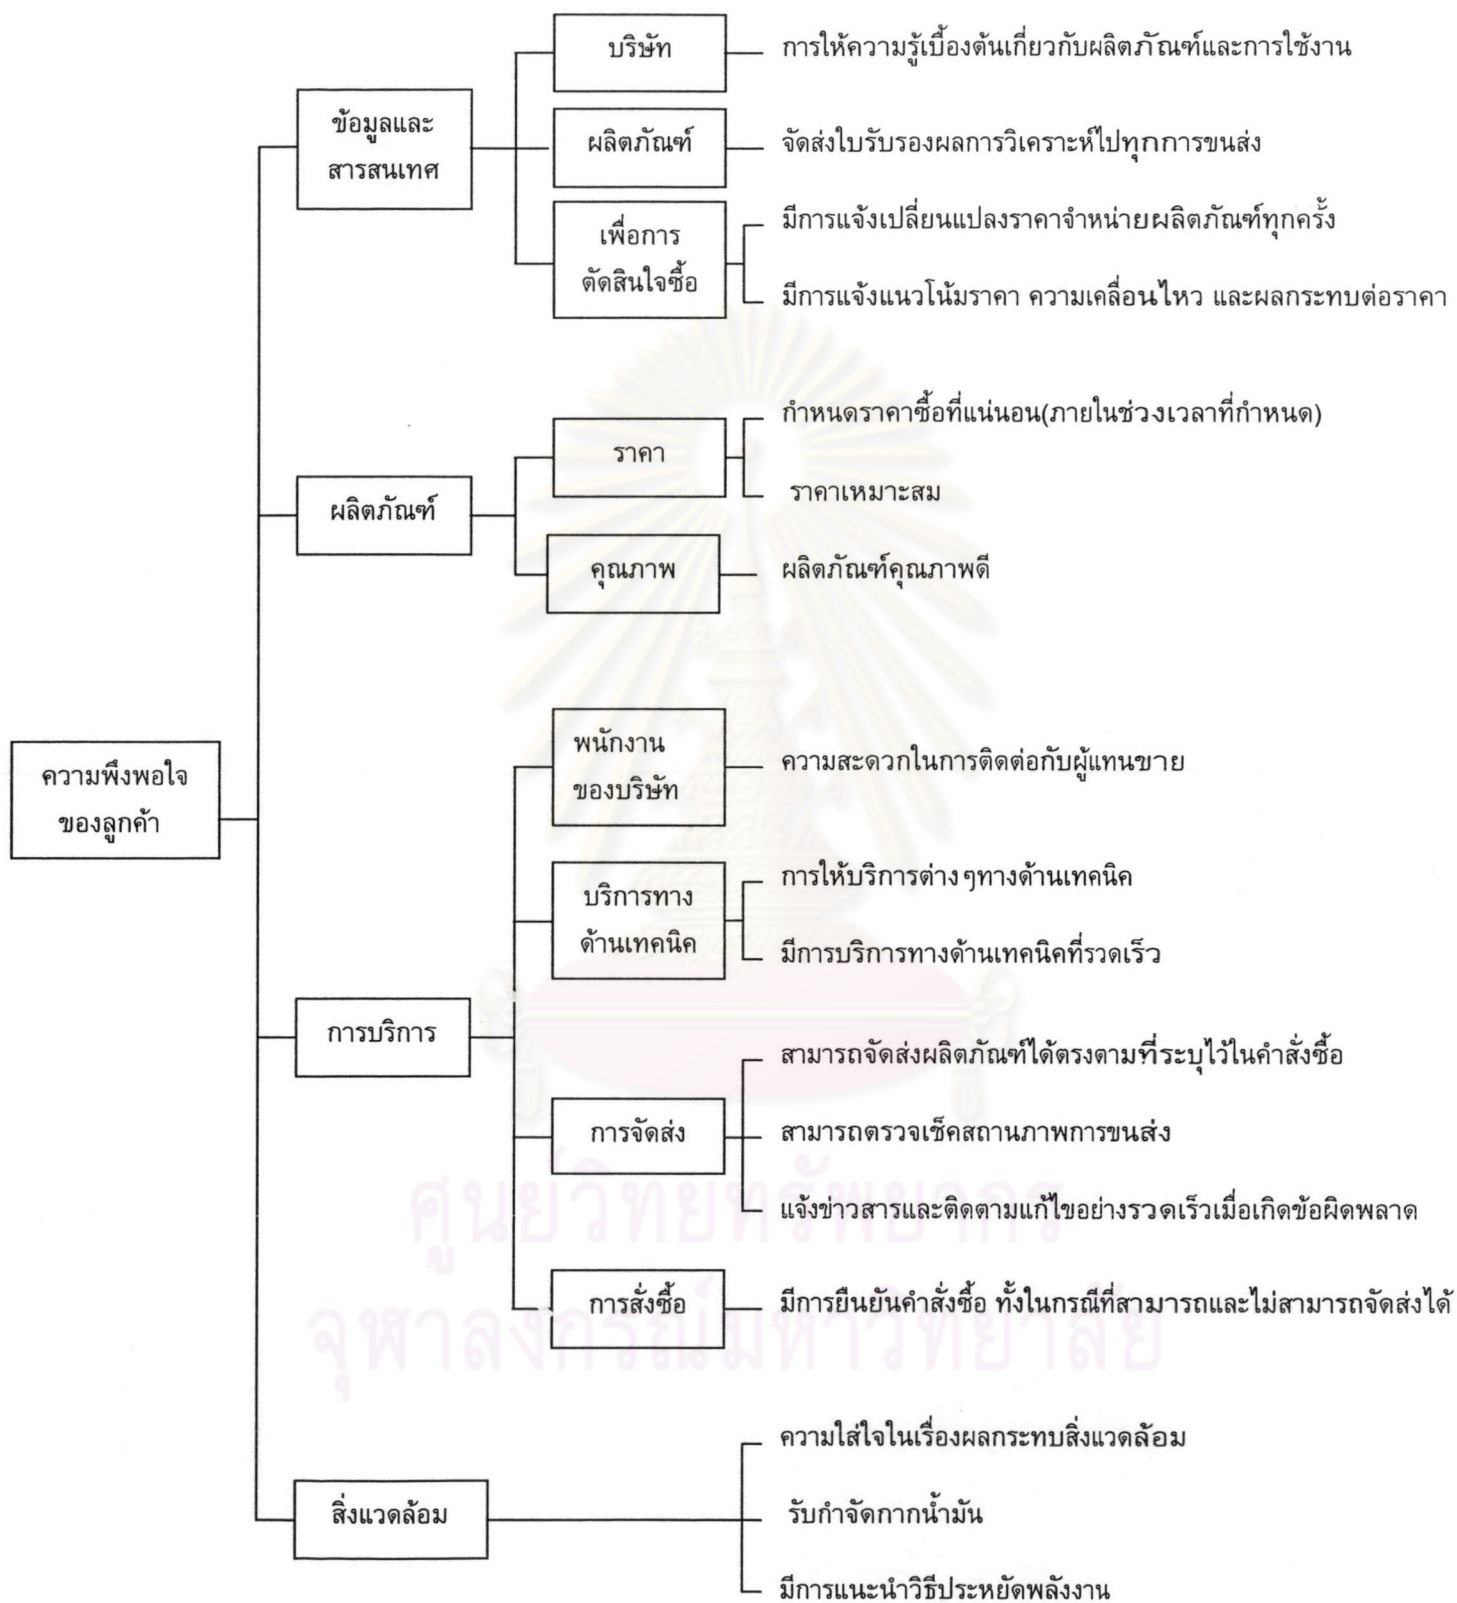 บริษัท
การให้ความรู้เบื้องต้นเกี่ยวกับผลิตภัณฑ์และการใช้งาน
ข้อมูลและ
สารสนเทศ
ผลิตภัณฑ์
จัดส่งใบรับรองผลการวิเคราะห์ไปทุกการขนส่ง
เพื่อการ
ตัดสินใจซื้อ
มีการแจ้งเปลี่ยนแปลงราคาจำหน่ายผลิตภัณฑ์ทุกครั้ง
มีการแจ้งแนวโน้มราคา ความเคลื่อนไหว และผลกระทบต่อราคา
ผลิตภัณฑ์
ราคา
กำหนดราคาซื้อที่แน่นอน(ภายในช่วงเวลาที่กำหนด)
ราคาเหมาะสม
คุณภาพ
ผลิตภัณฑ์คุณภาพดี
ความพึงพอใจ
ของลูกค้า
พนักงาน
ของบริษัท
ความสะดวกในการติดต่อกับผู้แทนขาย
บริการทาง
ด้านเทคนิค
การให้บริการต่างๆทางด้านเทคนิค
มีการบริการทางด้านเทคนิคที่รวดเร็ว
การบริการ
การจัดส่ง
สามารถจัดส่งผลิตภัณฑ์ได้ตรงตามที่ระบุไว้ในคำสั่งซื้อ
สามารถตรวจเช็คสถานภาพการขนส่ง
แจ้งข่าวสารและติดตามแก้ไขอย่างรวดเร็วเมื่อเกิดข้อผิดพลาด
ศูนย์วิทยทรัพยากร
การสั่งซื้อ
มีการยืนยันคำสั่งซื้อ ทั้งในกรณีที่สามารถและไม่สามารถจัดส่งได้
จุฬาลงกรณ์มหาวิทยาลัย
สิ่งแวดล้อม
ความใส่ใจในเรื่องผลกระทบสิ่งแวดล้อม
รับกำจัดกากน้ำมัน
มีการแนะนำวิธีประหยัดพลังงาน